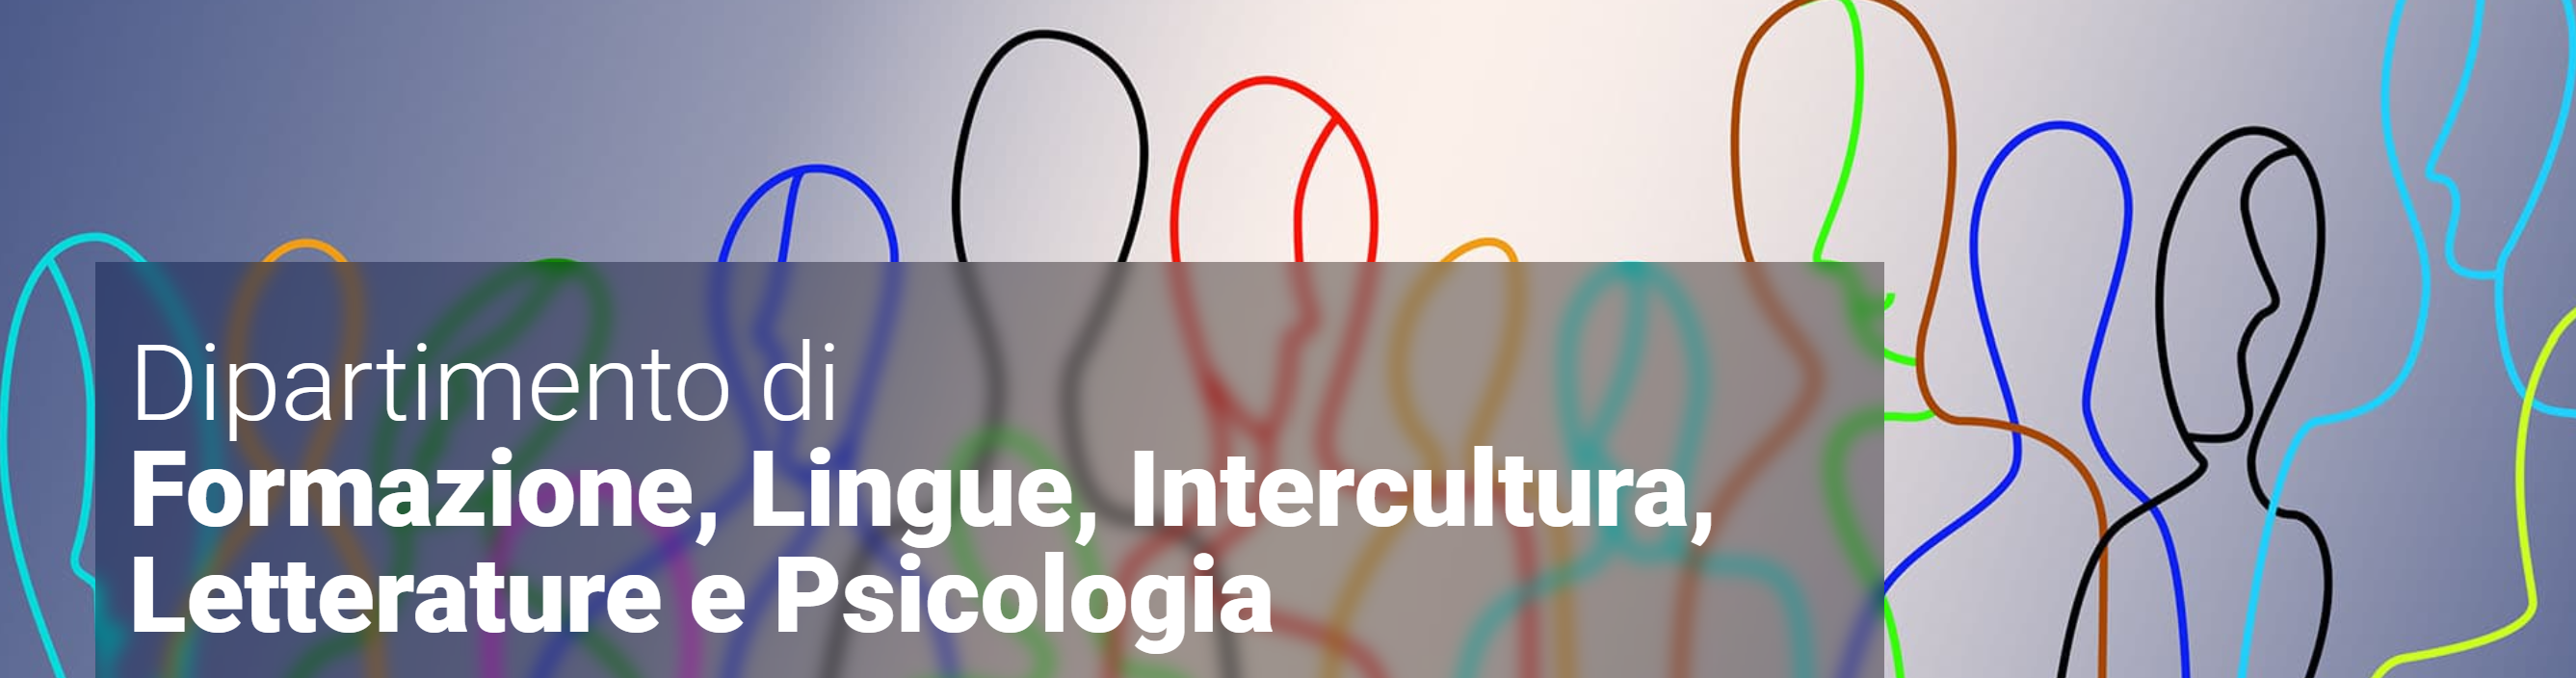 Dipartimento di
Formazione, Lingue, Intercultura,
Letterature e Psicologia